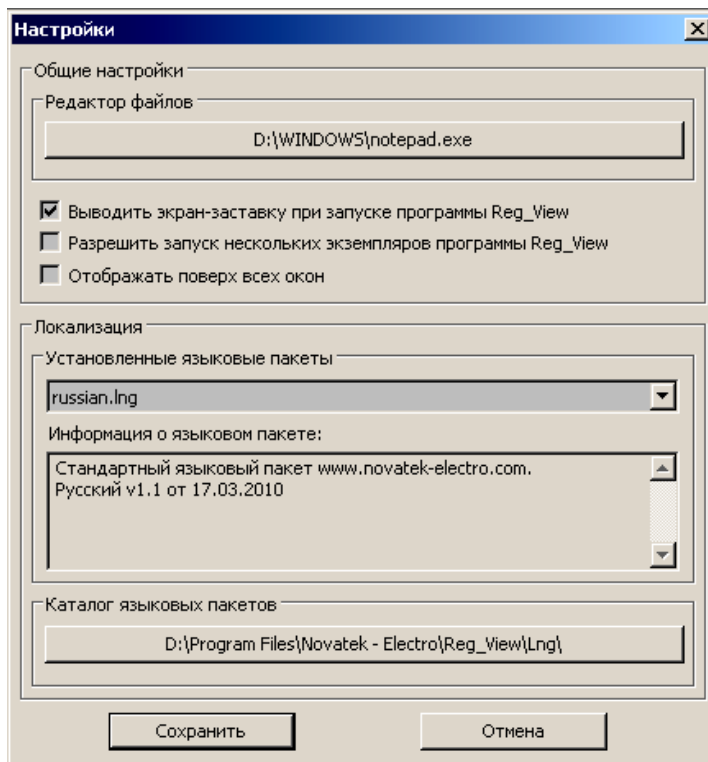 Настройки
Общие настройки
Редактор файлов
D:\WINDOWS\notepad.exe
Выводить экран-заставку при запуске программы Reg_View
Разрешить запуск нескольких экземпляров программы Reg_View
Отображать поверх всех окон
Локализация
Установленные языковые пакеты
russian.lng
Информация о языковом пакете:
Стандартный языковый пакет www.novatek-electro.com.
Русский v1.1 от 17.03.2010
Каталог языковых пакетов
D:\Program Files\Novatek - Electro\Reg_View\Lng\
Сохранить
Отмена